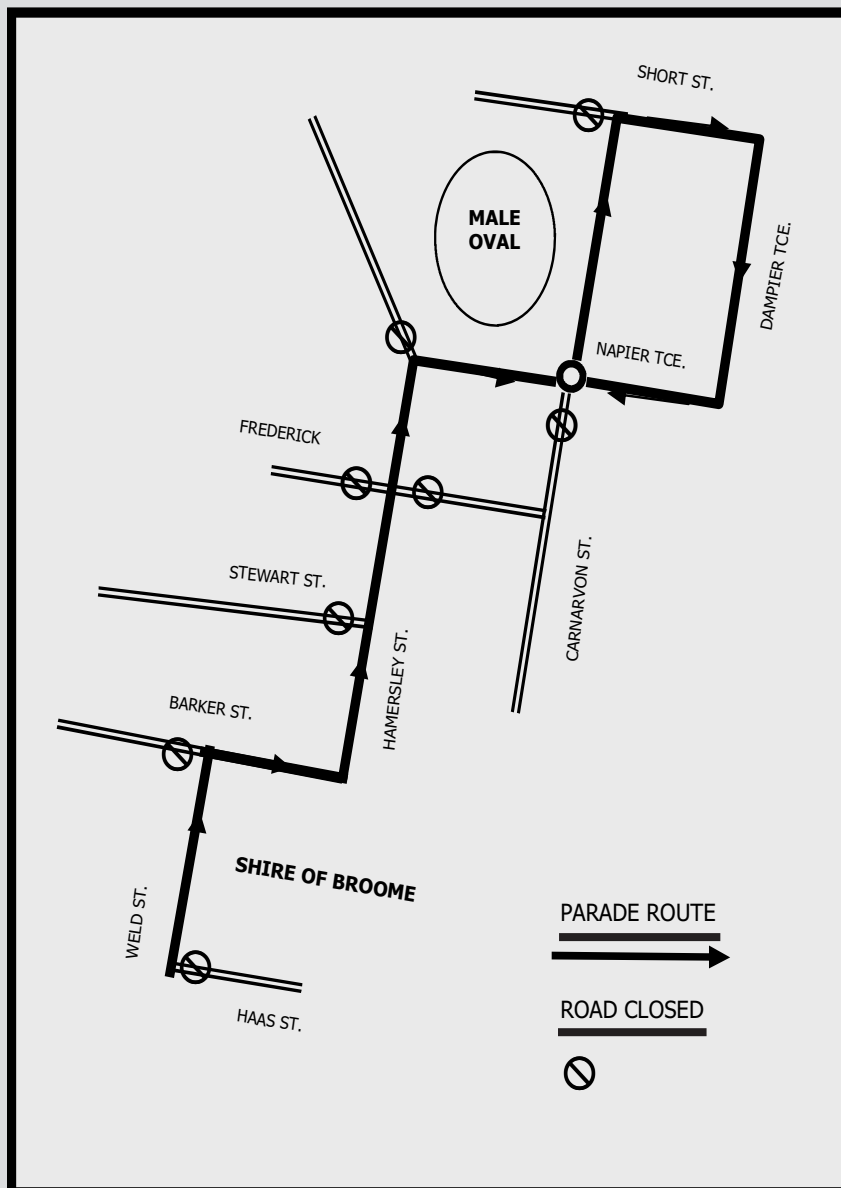 SHORT ST.
MALE
OVAL
DAMPIER TCE.
NAPIER TCE.
FREDERICK
STEWART ST.
CARNARVON ST.
HAMERSLEY ST.
BARKER ST.
SHIRE OF BROOME
WELD ST.
HAAS ST.
PARADE ROUTE
ROAD CLOSED